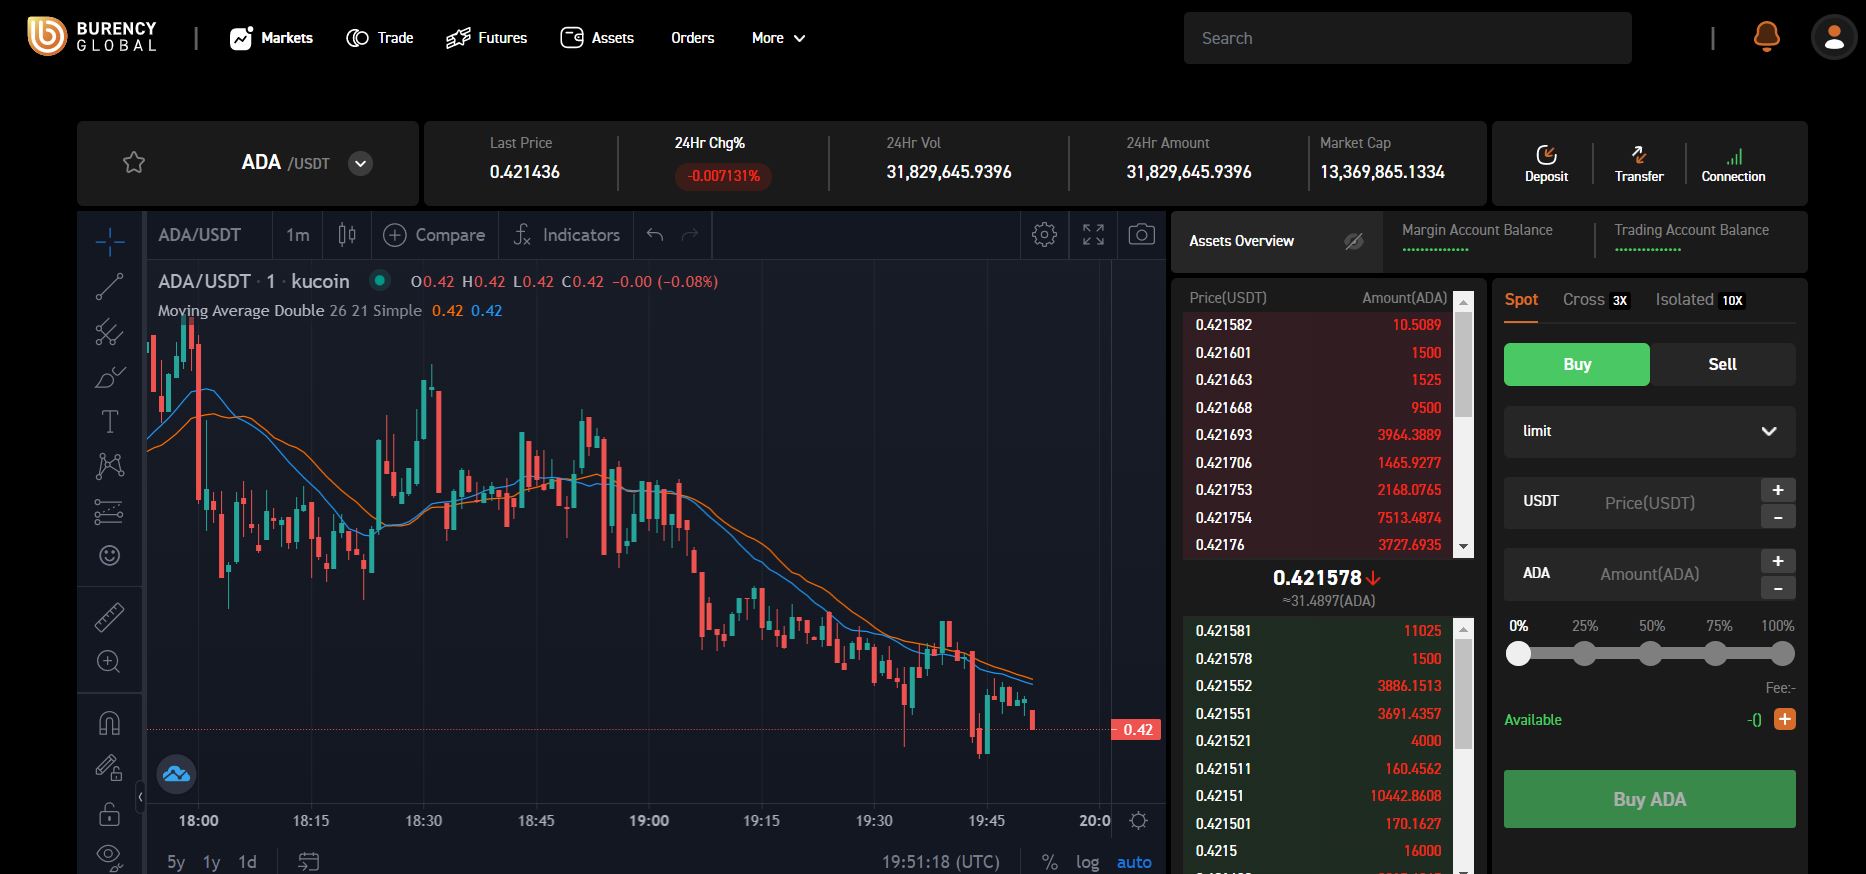 BURENCY
GLOBAL
Markets
Trade
Futures
Assets
Orders
More
Search
ADA /USDT
Last Price
0.421436
24Hr Chg%
-0.007131%
24Hr Vol
31,829,645.9396
24Hr Amount
31,829,645.9396
Market Cap
13,369,865.1334
Deposit
Transfer
Connection
ADA/USDT
1m
Compare
Indicators
ADA/USDT · 1 · kucoin
O0.42 H0.42 L0.42 C0.42 −0.00 (−0.08%)
Moving Average Double 26 21 Simple 0.42 0.42
0.42
18:00 18:15 18:30 18:45 19:00 19:15 19:30 19:45 20:0
5y 1y 1d
19:51:18 (UTC)
% log auto
Assets Overview
Margin Account Balance
Trading Account Balance
Price(USDT) Amount(ADA)
0.421582 10.5089
0.421601 1500
0.421663 1525
0.421668 9500
0.421693 3964.3889
0.421706 1465.9277
0.421753 2168.0765
0.421754 7513.4874
0.42176 3727.6935
0.421578
≈31.4897(ADA)
0.421581 11025
0.421578 1500
0.421552 3886.1513
0.421551 3691.4357
0.421521 4000
0.421511 160.4562
0.42151 10442.8608
0.421501 170.1627
0.4215 16000
Spot
Cross 3X
Isolated 10X
Buy
Sell
limit
USDT Price(USDT) + −
ADA Amount(ADA) + −
0% 25% 50% 75% 100%
Fee:-
Available -0 +
Buy ADA